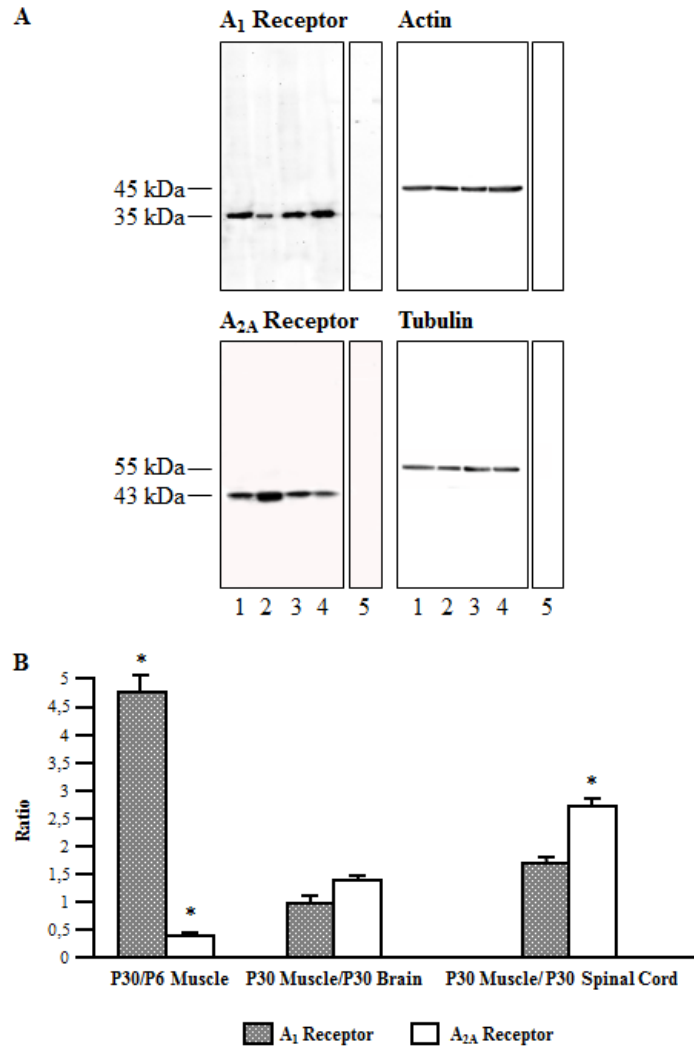 A
A1 Receptor Actin
45 kDa
35 kDa
A2A Receptor Tubulin
55 kDa
43 kDa
1 2 3 4 5 1 2 3 4 5
B
Ratio
5
4,5
4
3,5
3
2,5
2
1,5
1
0,5
0
* * *
P30/P6 Muscle P30 Muscle/P30 Brain P30 Muscle/ P30 Spinal Cord
A1 Receptor A2A Receptor